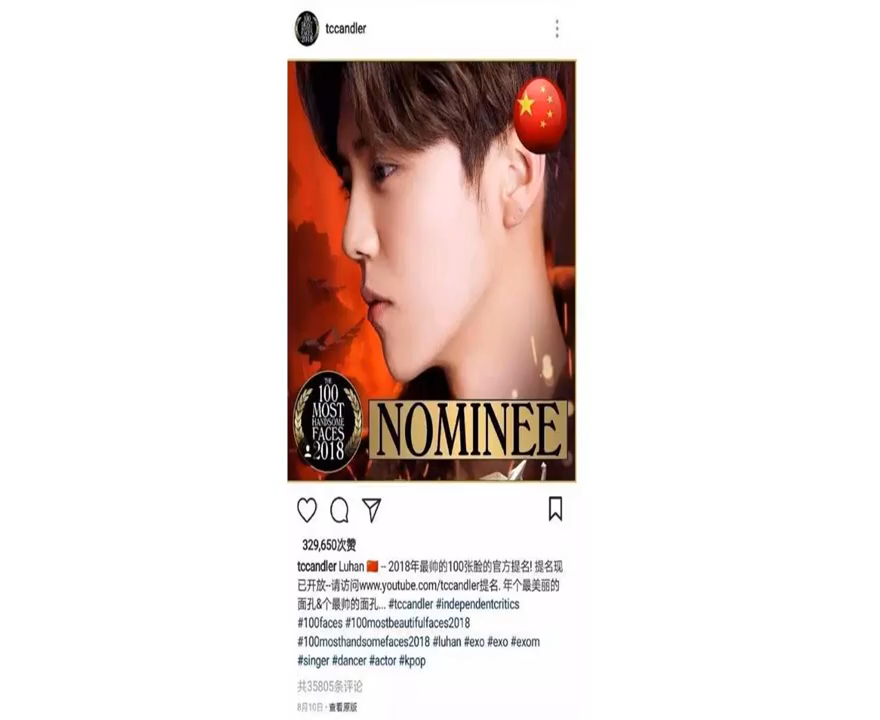 tccandler
THE
100
MOST
HANDSOME
FACES
2018
NOMINEE
329,650次赞
tccandler Luhan 🇨🇳 -- 2018年最帅的100张脸的官方提名! 提名现
已开放--请访问www.youtube.com/tccandler提名. 年个最美丽的
面孔&个最帅的面孔... #tccandler #independentcritics
#100faces #100mostbeautifulfaces2018
#100mosthandsomefaces2018 #luhan #exo #exo #exom
#singer #dancer #actor #kpop
共35805条评论
8月10日 · 查看原版